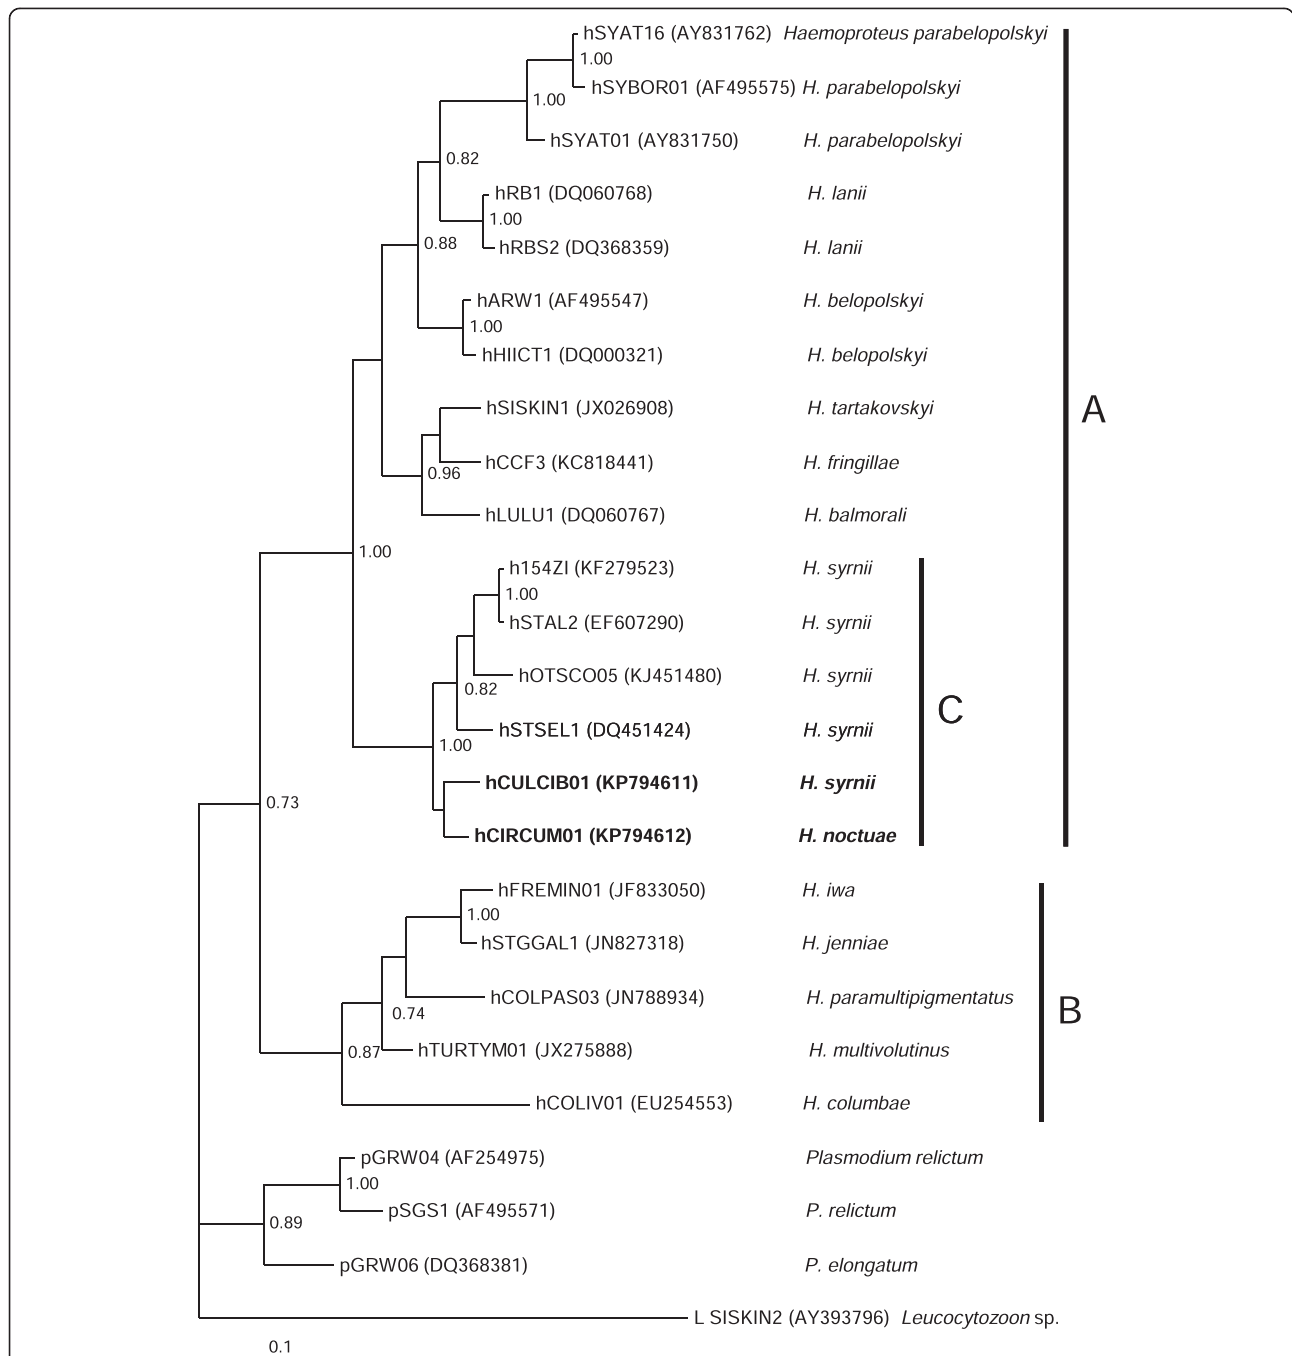 hSYAT16 (AY831762) Haemoproteus parabelopolskyi
1.00
hSYBOR01 (AF495575) H. parabelopolskyi
1.00
hSYAT01 (AY831750) H. parabelopolskyi
0.82
hRB1 (DQ060768) H. lanii
1.00
0.88
hRBS2 (DQ368359) H. lanii
hARW1 (AF495547) H. belopolskyi
1.00
hHIICT1 (DQ000321) H. belopolskyi
hSISKIN1 (JX026908) H. tartakovskyi
A
hCCF3 (KC818441) H. fringillae
0.96
hLULU1 (DQ060767) H. balmorali
1.00
h154ZI (KF279523) H. syrnii
1.00
hSTAL2 (EF607290) H. syrnii
hOTSCO05 (KJ451480) H. syrnii
0.82
C
hSTSEL1 (DQ451424) H. syrnii
1.00
hCULCIB01 (KP794611) H. syrnii
0.73
hCIRCUM01 (KP794612) H. noctuae
hFREMIN01 (JF833050) H. iwa
1.00
hSTGGAL1 (JN827318) H. jenniae
hCOLPAS03 (JN788934) H. paramultipigmentatus
0.74
B
0.87
hTURTYM01 (JX275888) H. multivolutinus
hCOLIV01 (EU254553) H. columbae
pGRW04 (AF254975) Plasmodium relictum
1.00
pSGS1 (AF495571) P. relictum
0.89
pGRW06 (DQ368381) P. elongatum
L SISKIN2 (AY393796) Leucocytozoon sp.
0.1